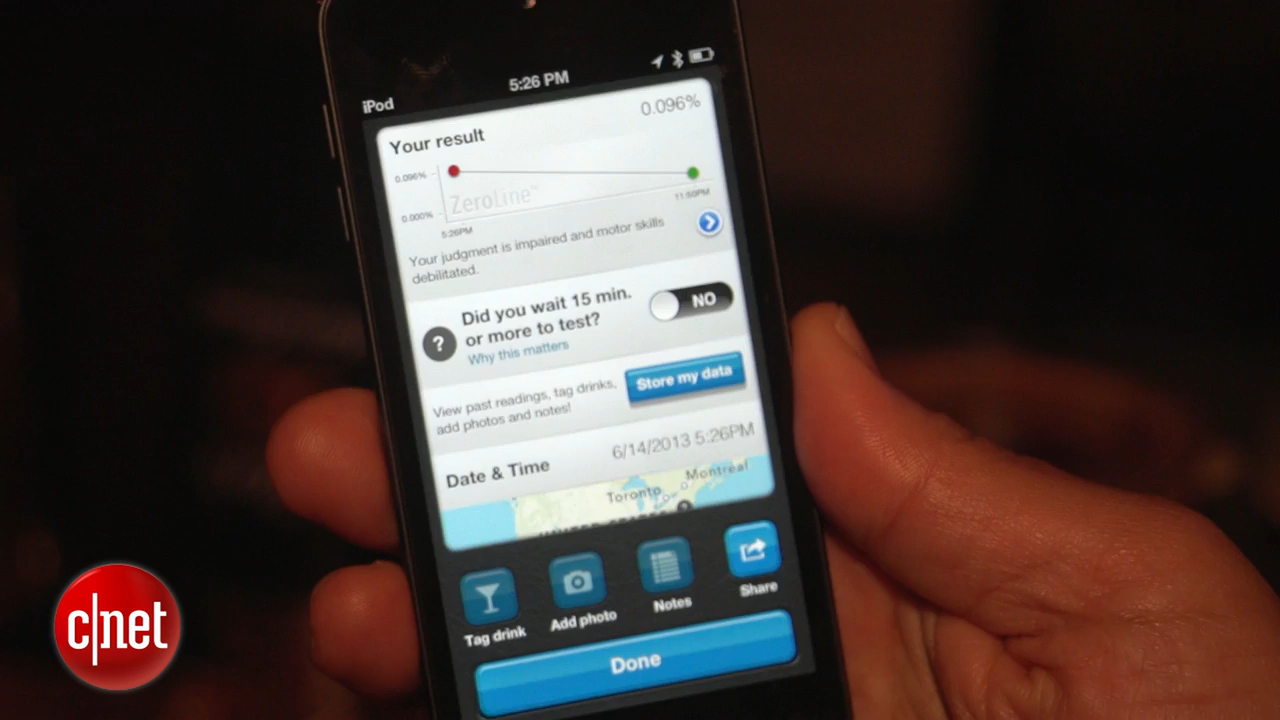 iPod
5:26 PM
Your result
0.096%
0.096%
ZeroLine™
0.000%
5:26PM
11:50PM
Your judgment is impaired and motor skills
debilitated.
?
Did you wait 15 min.
or more to test?
NO
Why this matters
View past readings, tag drinks,
add photos and notes!
Store my data
Date & Time
6/14/2013 5:26PM
Toronto
Montreal
Tag drink
Add photo
Notes
Share
Done
c|net